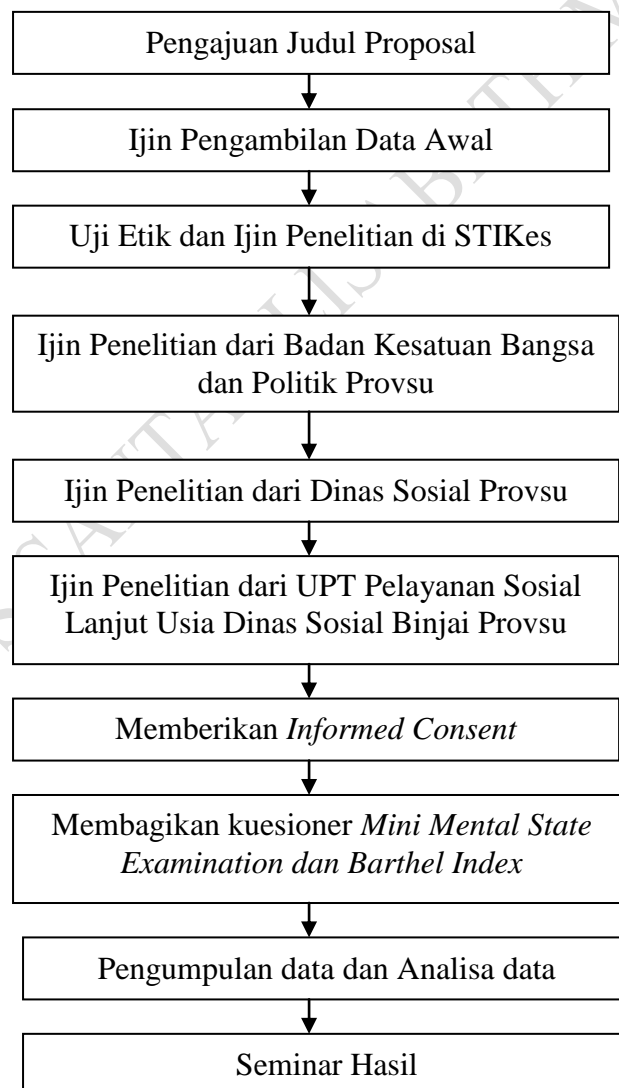 Pengajuan Judul Proposal
Ijin Pengambilan Data Awal
Uji Etik dan Ijin Penelitian di STIKes
Ijin Penelitian dari Badan Kesatuan Bangsa
dan Politik Provsu
Ijin Penelitian dari Dinas Sosial Provsu
Ijin Penelitian dari UPT Pelayanan Sosial
Lanjut Usia Dinas Sosial Binjai Provsu
Memberikan Informed Consent
Membagikan kuesioner Mini Mental State
Examination dan Barthel Index
Pengumpulan data dan Analisa data
Seminar Hasil